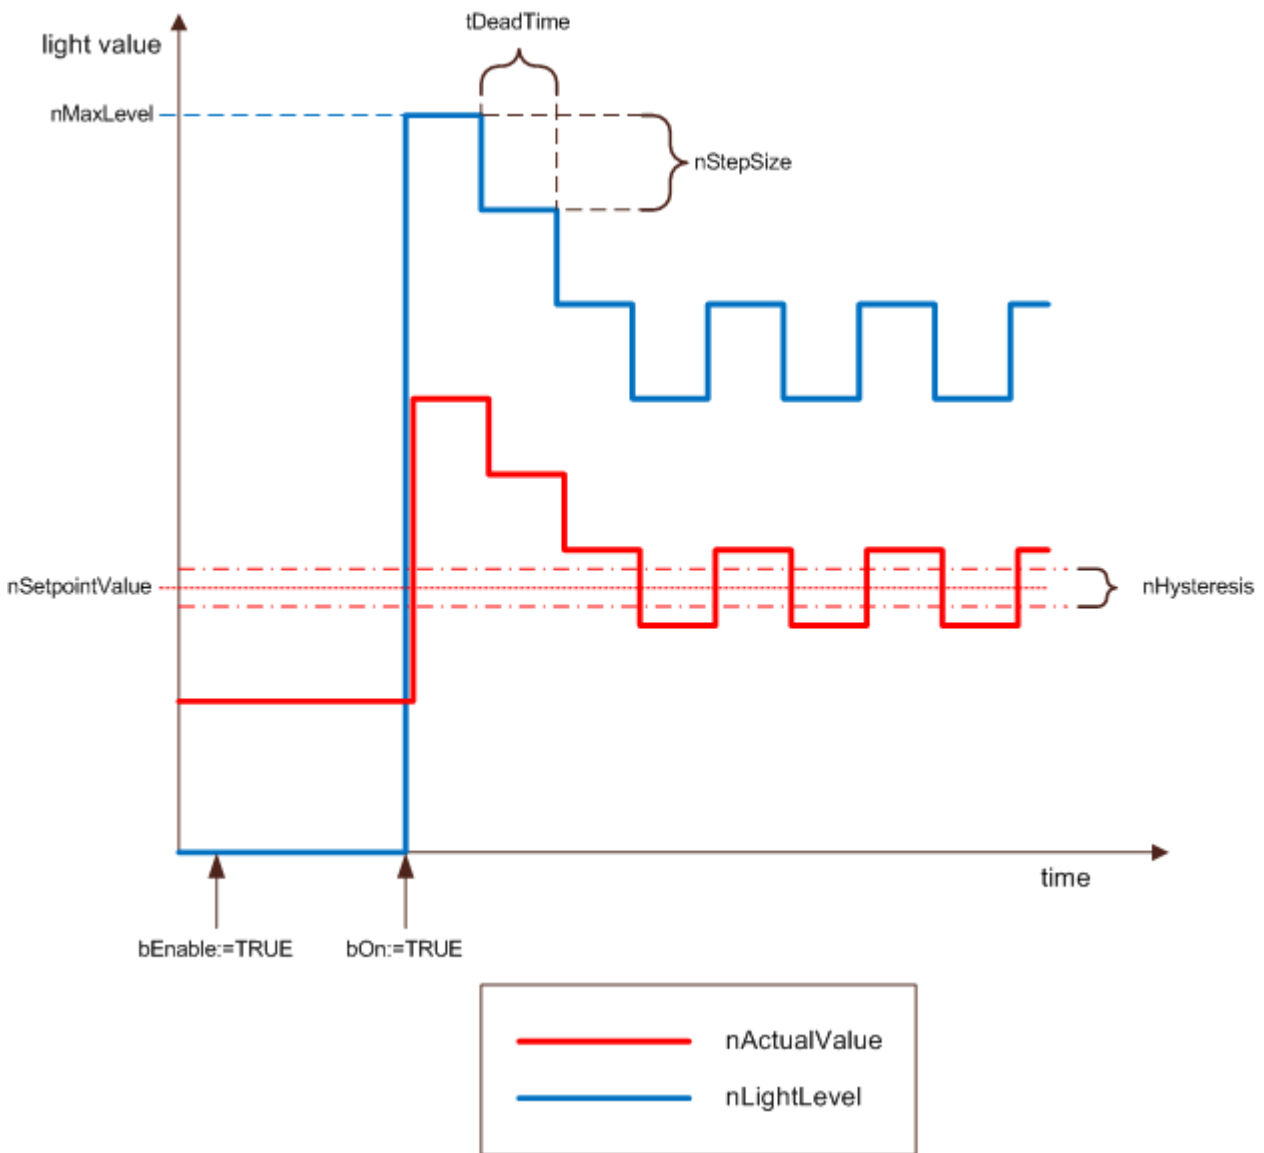 tDeadTime
light value
nMaxLevel
nStepSize
nSetpointValue
nHysteresis
time
bEnable:=TRUE
bOn:=TRUE
nActualValue
nLightLevel